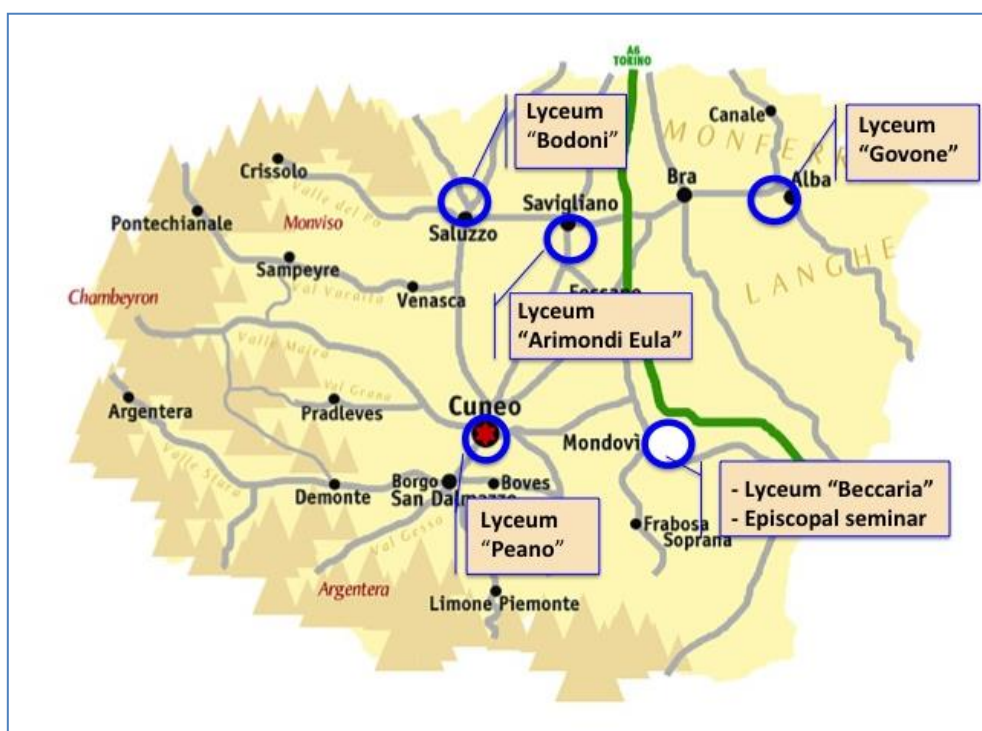 A6
TORINO
Lyceum
“Bodoni”
Canale
Lyceum
“Govone”
MONFERR
Crissolo
Valle del Po
Bra
Alba
Savigliano
Pontechianale
Monviso
Saluzzo
LANGHE
Sampeyre
Val Varaita
Chambeyron
Venasca
Lyceum
“Arimondi Eula”
Valle Maira
Val Grana
Argentera
Pradleves
Cuneo
Mondovì
Valle Stura
Demonte
Borgo
San Dalmazzo
Boves
- Lyceum “Beccaria”
- Episcopal seminar
Lyceum
“Peano”
Frabosa
Soprana
Val Gesso
Argentera
Limone Piemonte